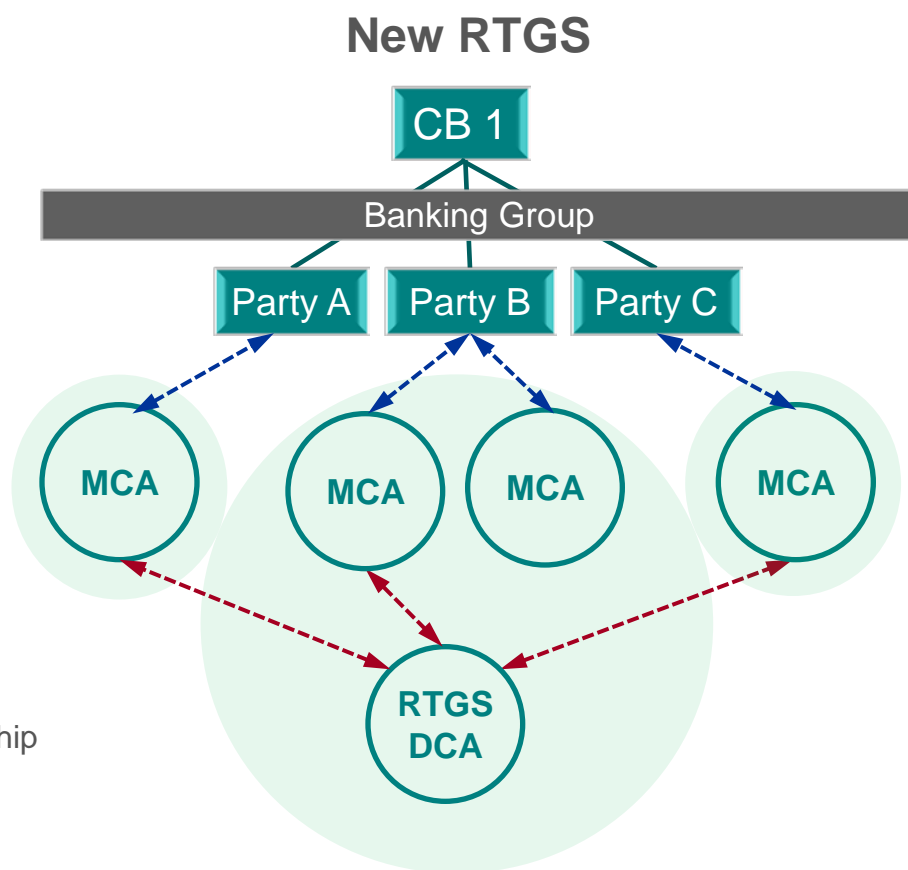 New RTGS
CB 1
Banking Group
Party A
Party B
Party C
MCA
MCA
MCA
MCA
RTGS
DCA
hip